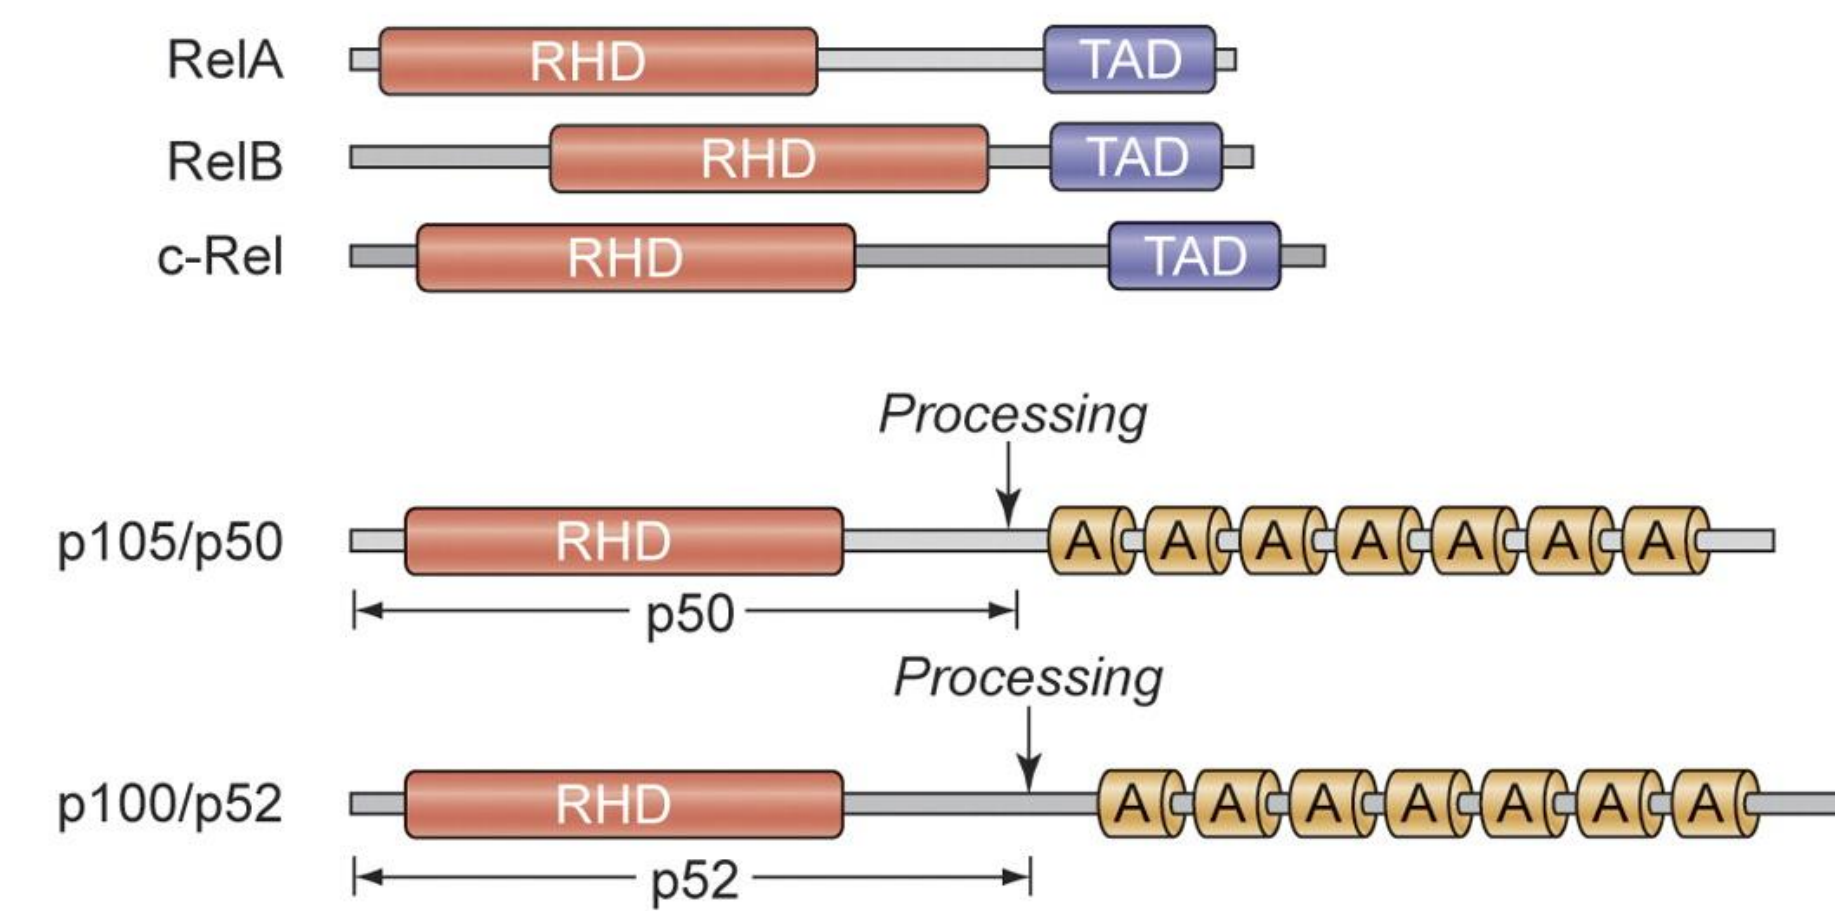 RelA RHD TAD
RelB RHD TAD
c-Rel RHD TAD
Processing
p105/p50 RHD A A A A A A A
p50
Processing
p100/p52 RHD A A A A A A A
p52